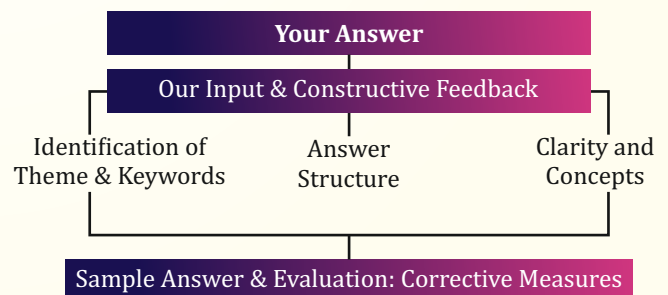 Your Answer
Our Input & Constructive Feedback
Identification of
Theme & Keywords
Answer
Structure
Clarity and
Concepts
Sample Answer & Evaluation: Corrective Measures